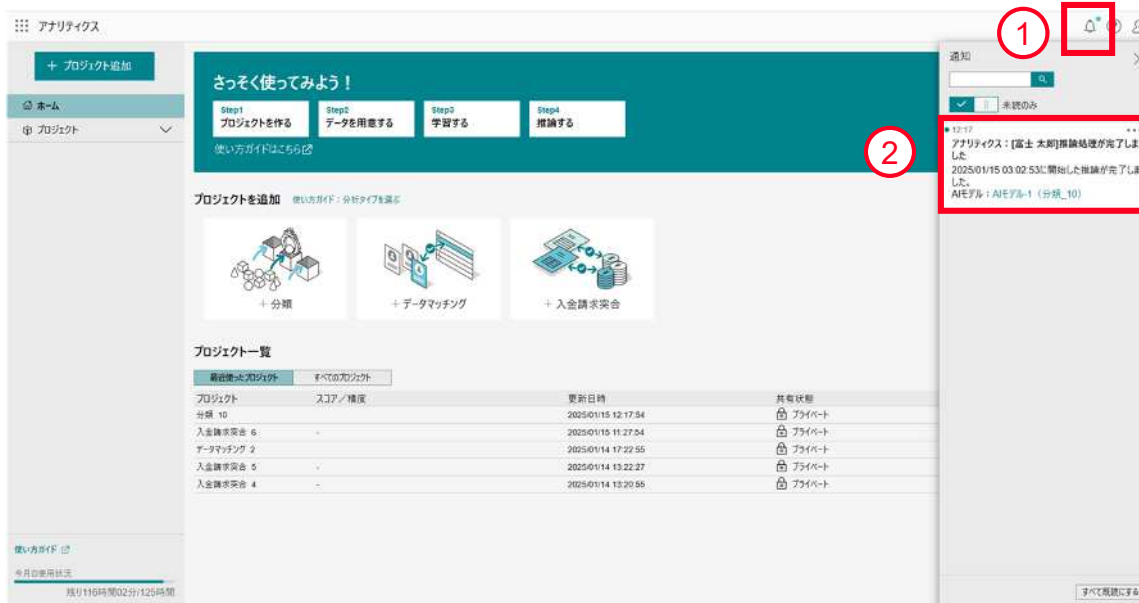 アナリティクス
1
+ プロジェクト追加
ホーム
プロジェクト
さっそく使ってみよう！
Step1
プロジェクトを作る
Step2
データを用意する
Step3
学習する
Step4
推論する
使い方ガイドはこちら
プロジェクトを追加 使い方ガイド：分析タイプを選ぶ
+ 分類
+ データマッチング
+ 入金請求突合
プロジェクト一覧
最近使ったプロジェクト すべてのプロジェクト
プロジェクト スコア／精度 更新日時 共有状態
分類_10 2025/01/15 12:17:54 プライベート
入金請求突合_6 - 2025/01/15 11:27:54 プライベート
データマッチング_2 2025/01/14 17:22:55 プライベート
入金請求突合_5 - 2025/01/14 13:22:27 プライベート
入金請求突合_4 - 2025/01/14 13:20:55 プライベート
使い方ガイド
今月の使用状況
残り116時間02分/125時間
通知
未読のみ
2
12:17
アナリティクス：[富士 太郎]推論処理が完了しま
した
2025/01/15 03:02:53に開始した推論が完了しま
した。
AIモデル：AIモデル-1（分類_10）
すべて既読にする